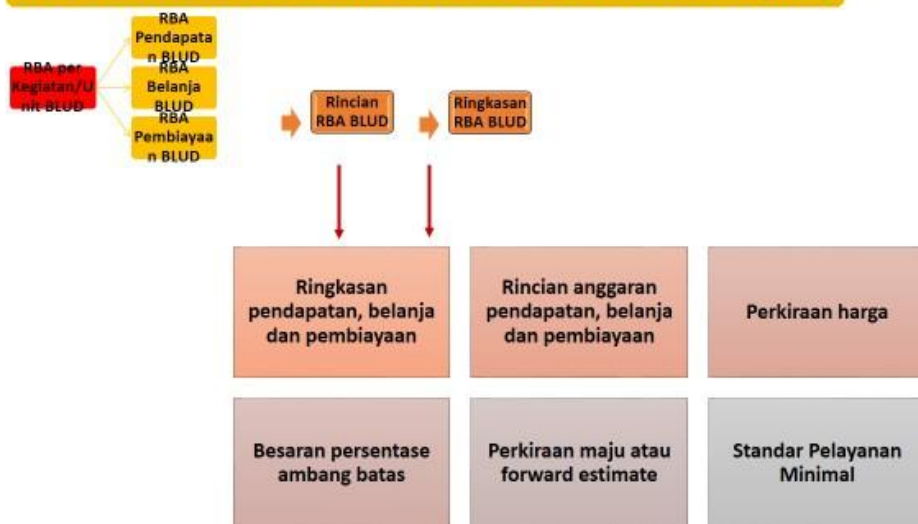 RBA
Pendapata
n BLUD
RBA per
Kegiatan/U
nit BLUD
RBA
Belanja
BLUD
RBA
Pembiayaa
n BLUD
Rincian
RBA BLUD
Ringkasan
RBA BLUD
Ringkasan
pendapatan, belanja
dan pembiayaan
Rincian anggaran
pendapatan, belanja
dan pembiayaan
Perkiraan harga
Besaran persentase
ambang batas
Perkiraan maju atau
forward estimate
Standar Pelayanan
Minimal